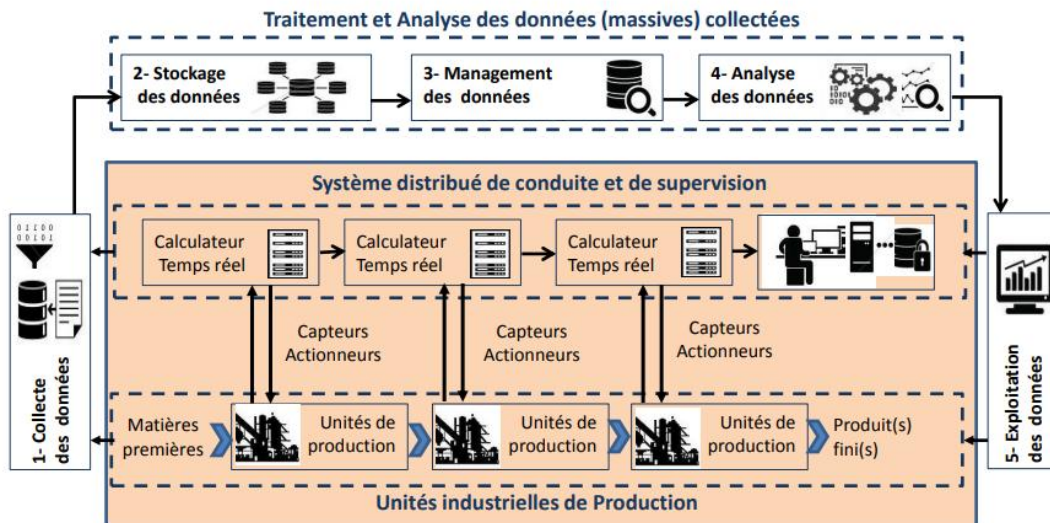 Traitement et Analyse des données (massives) collectées
2- Stockage
des données
3- Management
des données
4- Analyse
des données
Système distribué de conduite et de supervision
Calculateur
Temps réel
Calculateur
Temps réel
Calculateur
Temps réel
Capteurs
Actionneurs
Capteurs
Actionneurs
Capteurs
Actionneurs
1- Collecte
des données
Matières
premières
Unités de
production
Unités de
production
Unités de
production
Produit(s)
fini(s)
Unités industrielles de Production
5- Exploitation
des données